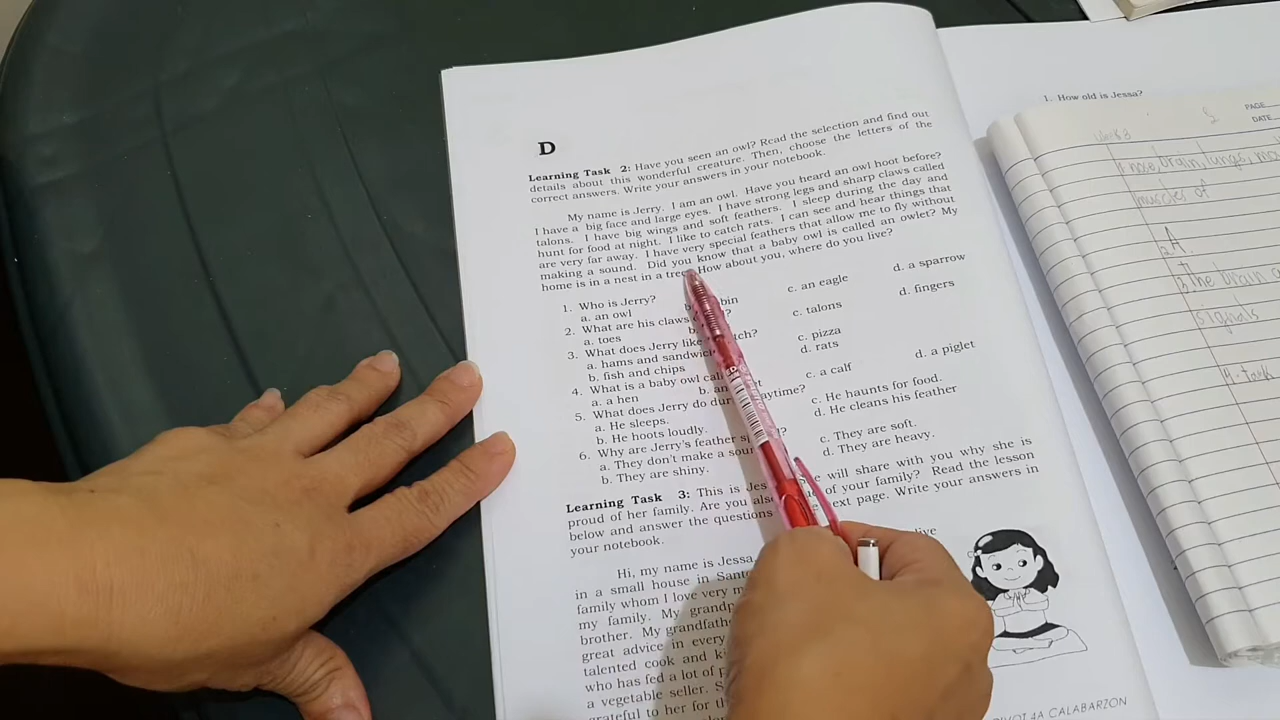 D
Learning Task 2: Have you seen an owl? Read the selection and find out
details about this wonderful creature. Then, choose the letters of the
correct answers. Write your answers in your notebook.
My name is Jerry. I am an owl. Have you heard an owl hoot before?
I have a big face and large eyes. I have strong legs and sharp claws called
talons. I have big wings and soft feathers. I sleep during the day and
hunt for food at night. I like to catch rats. I can see and hear things that
are very far away. I have very special feathers that allow me to fly without
making a sound. Did you know that a baby owl is called an owlet? My
home is in a nest in a tree. How about you, where do you live?
1. Who is Jerry?
a. an owl b. c. an eagle d. a sparrow
2. What are his claws
a. toes b. c. talons d. fingers
3. What does Jerry like
a. hams and c. pizza
b. fish and chips d. rats
4. What is a baby owl
a. a hen b. c. a calf d. a piglet
5. What does Jerry do daytime?
a. He sleeps. c. He haunts for food.
b. He hoots loudly. d. He cleans his feather
6. Why are Jerry's feather
a. They don't make a c. They are soft.
b. They are shiny. d. They are heavy.
Learning Task 3: This is She will share with you why she is
proud of her family. Are you of your family? Read the lesson
below and answer the questions next page. Write your answers in
your notebook.
Hi, my name is Jessa live
in a small house in
family whom I love very
my family. My
brother. My grandfath
great advice in every
talented cook and
who has fed a lot of
a vegetable seller.
grateful to her for
PIVOT 4A CALABARZON
1. How old is Jessa?
PAGE
DATE
Week 3
nose, brain, lungs,
muscles of
2. A.
The brain
signals
4. task